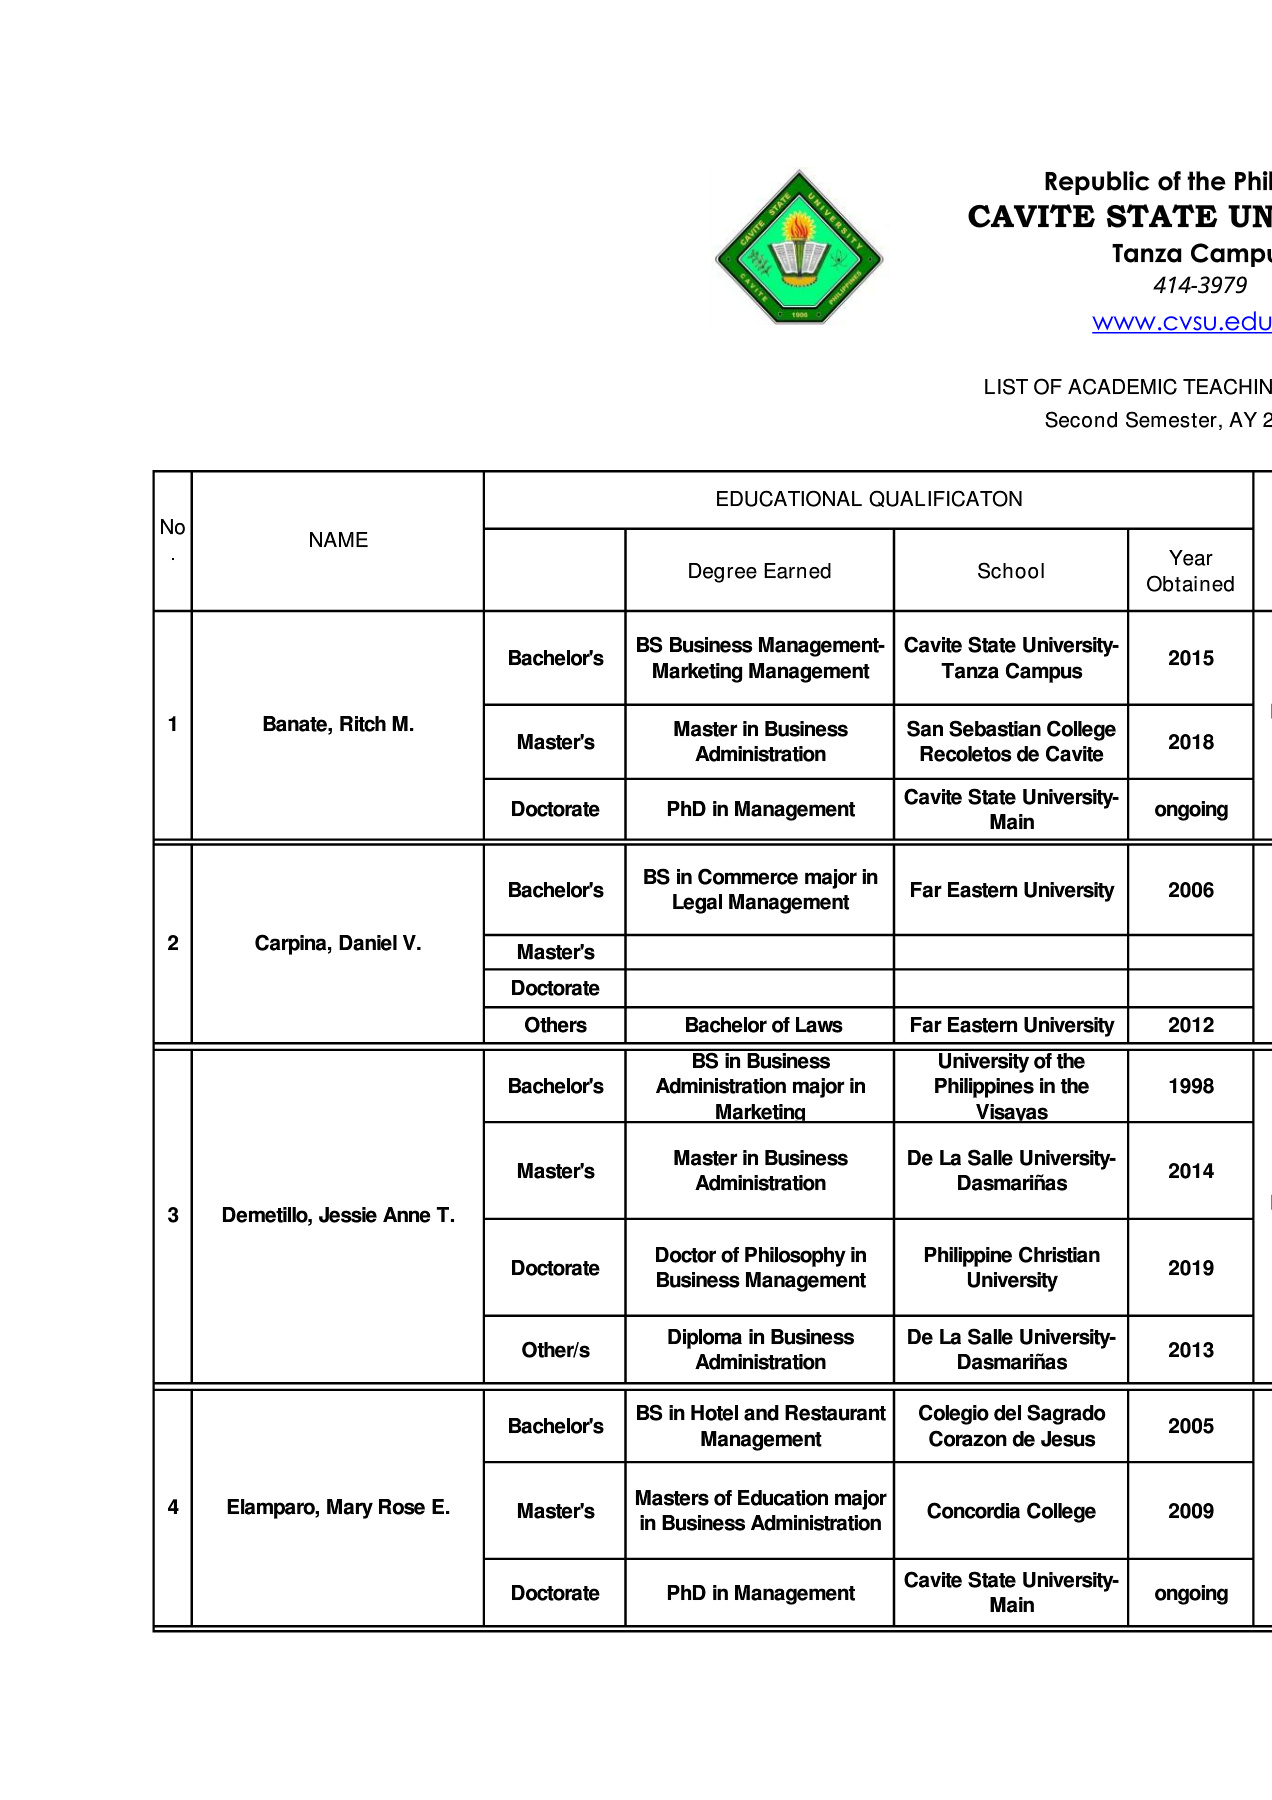 CAVITE STATE UNIVERSITY
CAVITE PHILIPPINES
1906
Republic of the Phil
CAVITE STATE UN
Tanza Campu
414-3979
www.cvsu.edu
LIST OF ACADEMIC TEACHIN
Second Semester, AY 2
No
.
NAME
EDUCATIONAL QUALIFICATON
Degree Earned
School
Year
Obtained
1
Banate, Ritch M.
Bachelor's
BS Business Management-
Marketing Management
Cavite State University-
Tanza Campus
2015
Master's
Master in Business
Administration
San Sebastian College
Recoletos de Cavite
2018
Doctorate
PhD in Management
Cavite State University-
Main
ongoing
2
Carpina, Daniel V.
Bachelor's
BS in Commerce major in
Legal Management
Far Eastern University
2006
Master's
Doctorate
Others
Bachelor of Laws
Far Eastern University
2012
3
Demetillo, Jessie Anne T.
Bachelor's
BS in Business
Administration major in
Marketing
University of the
Philippines in the
Visayas
1998
Master's
Master in Business
Administration
De La Salle University-
Dasmariñas
2014
Doctorate
Doctor of Philosophy in
Business Management
Philippine Christian
University
2019
Other/s
Diploma in Business
Administration
De La Salle University-
Dasmariñas
2013
4
Elamparo, Mary Rose E.
Bachelor's
BS in Hotel and Restaurant
Management
Colegio del Sagrado
Corazon de Jesus
2005
Master's
Masters of Education major
in Business Administration
Concordia College
2009
Doctorate
PhD in Management
Cavite State University-
Main
ongoing